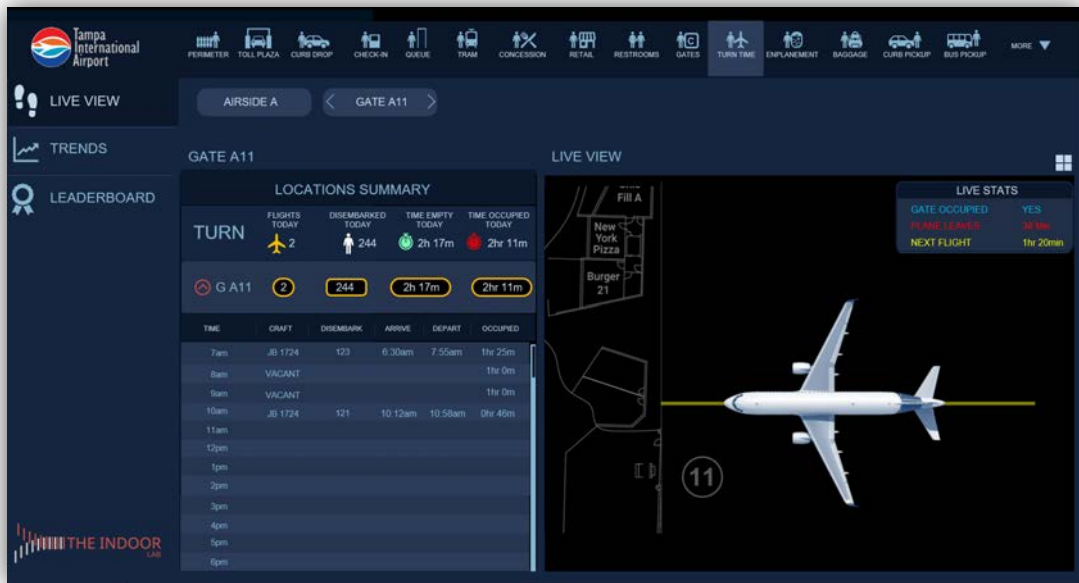 Tampa
International
Airport
PERIMETER TOLL PLAZA CURB DROP CHECK-IN QUEUE TRAM CONCESSION RETAIL RESTROOMS GATES TURN TIME ENPLANEMENT BAGGAGE CURB PICKUP BUS PICKUP MORE
LIVE VIEW
TRENDS
LEADERBOARD
AIRSIDE A GATE A11
GATE A11
LOCATIONS SUMMARY
TURN
FLIGHTS TODAY 2
DISEMBARKED TODAY 244
TIME EMPTY TODAY 2h 17m
TIME OCCUPIED TODAY 2hr 11m
G A11 2 244 2h 17m 2hr 11m
TIME CRAFT DISEMBARK ARRIVE DEPART OCCUPIED
7am JB 1724 123 6:30am 7:55am 1hr 25m
8am VACANT 1hr 0m
9am VACANT 1hr 0m
10am JB 1724 121 10:12am 10:58am 0hr 46m
11am
12pm
1pm
2pm
3pm
4pm
5pm
6pm
LIVE VIEW
Fill A
New
York
Pizza
Burger
21
11
LIVE STATS
GATE OCCUPIED YES
PLANE LEAVES 38 Min
NEXT FLIGHT 1hr 20min
THE INDOOR
LAB